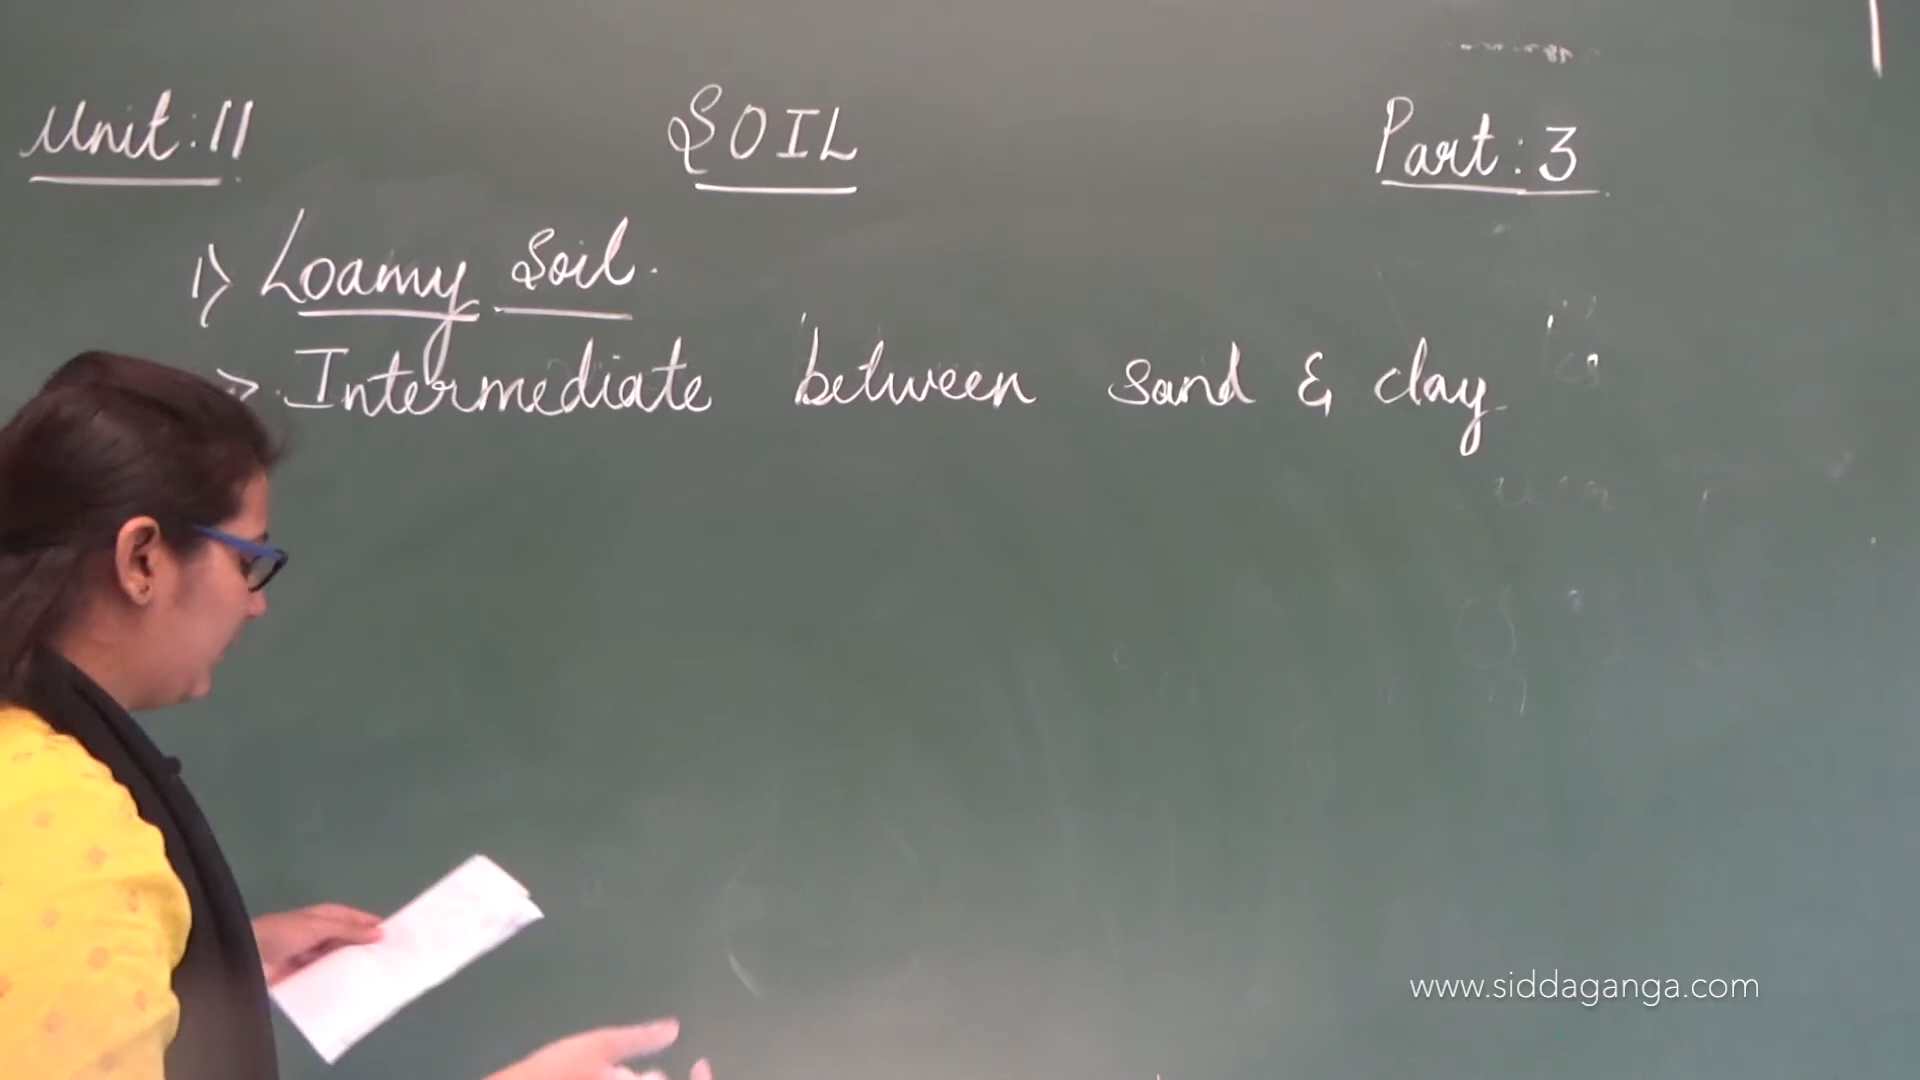 Unit: 11 SOIL Part: 3
1) Loamy Soil.
> Intermediate between sand & clay
www.siddaganga.com